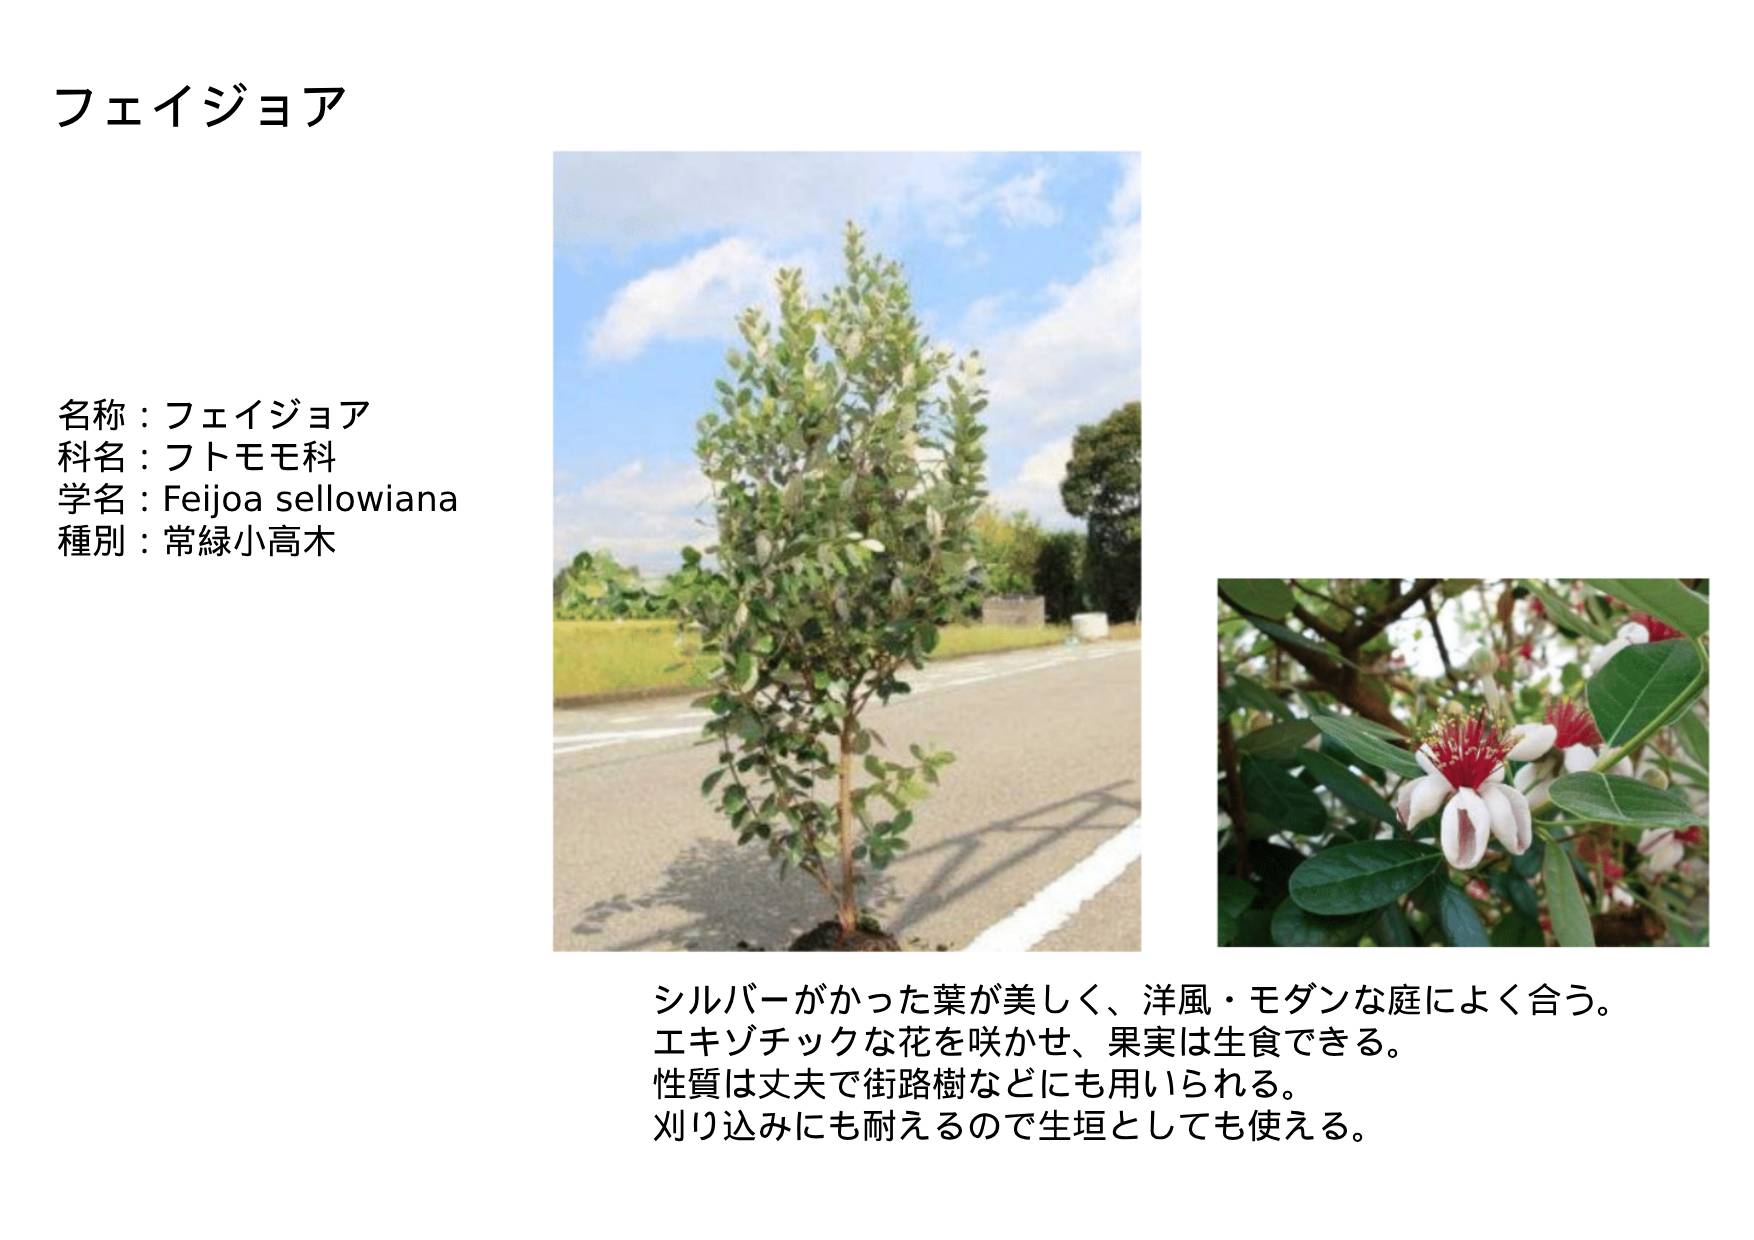 フェイジョア
名称：フェイジョア
科名：フトモモ科
学名：Feijoa sellowiana
種別：常緑小高木
シルバーがかった葉が美しく、洋風・モダンな庭によく合う。
エキゾチックな花を咲かせ、果実は生食できる。
性質は丈夫で街路樹などにも用いられる。
刈り込みにも耐えるので生垣としても使える。